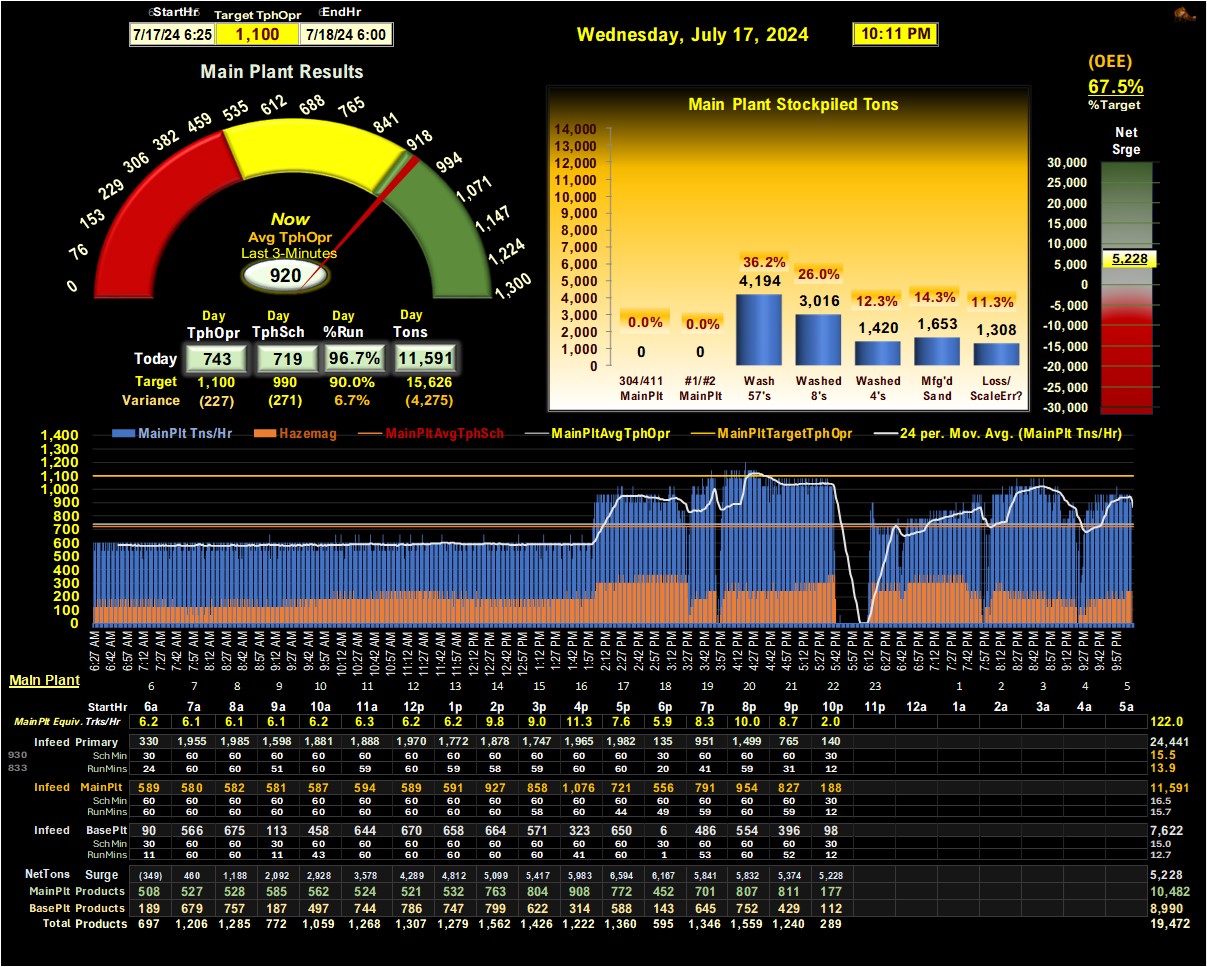 StartHr Target TphOpr EndHr
7/17/24 6:25 1,100 7/18/24 6:00
Wednesday, July 17, 2024 10:11 PM
(OEE)
67.5%
%Target
Main Plant Results
0 76 153 229 306 382 459 535 612 688 765 841 918 994 1,071 1,147 1,224 1,300
Now
Avg TphOpr
Last 3-Minutes
920
Day Day Day Day
TphOpr TphSch %Run Tons
Today 743 719 96.7% 11,591
Target 1,100 990 90.0% 15,626
Variance (227) (271) 6.7% (4,275)
Main Plant Stockpiled Tons
14,000
13,000
12,000
11,000
10,000
9,000
8,000
7,000
6,000
5,000
4,000
3,000
2,000
1,000
0
0.0% 0.0% 36.2% 26.0% 12.3% 14.3% 11.3%
0 0 4,194 3,016 1,420 1,653 1,308
304/411 #1/#2 Wash Washed Washed Mfg'd Loss/
MainPlt MainPlt 57's 8's 4's Sand ScaleErr?
Net
Srge
30,000
25,000
20,000
15,000
10,000
5,000
0
-5,000
-10,000
-15,000
-20,000
-25,000
-30,000
5,228
MainPlt Tns/Hr Hazemag MainPltAvgTphSch MainPltAvgTphOpr MainPltTargetTphOpr 24 per. Mov. Avg. (MainPlt Tns/Hr)
1,400
1,300
1,200
1,100
1,000
900
800
700
600
500
400
300
200
100
0
6:27 AM 6:42 AM 6:57 AM 7:12 AM 7:27 AM 7:42 AM 7:57 AM 8:12 AM 8:27 AM 8:42 AM 8:57 AM 9:12 AM 9:27 AM 9:42 AM 9:57 AM 10:12 AM 10:27 AM 10:42 AM 10:57 AM 11:12 AM 11:27 AM 11:42 AM 11:57 AM 12:12 PM 12:27 PM 12:42 PM 12:57 PM 1:12 PM 1:27 PM 1:42 PM 1:57 PM 2:12 PM 2:27 PM 2:42 PM 2:57 PM 3:12 PM 3:27 PM 3:42 PM 3:57 PM 4:12 PM 4:27 PM 4:42 PM 4:57 PM 5:12 PM 5:27 PM 5:42 PM 5:57 PM 6:12 PM 6:27 PM 6:42 PM 6:57 PM 7:12 PM 7:27 PM 7:42 PM 7:57 PM 8:12 PM 8:27 PM 8:42 PM 8:57 PM 9:12 PM 9:27 PM 9:42 PM 9:57 PM
Main Plant
6 7 8 9 10 11 12 13 14 15 16 17 18 19 20 21 22 23 1 2 3 4 5
StartHr 6a 7a 8a 9a 10a 11a 12p 1p 2p 3p 4p 5p 6p 7p 8p 9p 10p 11p 12a 1a 2a 3a 4a 5a
MainPlt Equiv. Trks/Hr 6.2 6.1 6.1 6.1 6.2 6.3 6.2 6.2 9.8 9.0 11.3 7.6 5.9 8.3 10.0 8.7 2.0 122.0
Infeed Primary 330 1,955 1,985 1,598 1,881 1,888 1,970 1,772 1,878 1,747 1,965 1,982 135 951 1,499 765 140 24,441
930 Sch Min 30 60 60 60 60 60 60 60 60 60 60 60 30 60 60 60 30 15.5
833 RunMins 24 60 60 51 60 59 60 59 58 59 60 60 20 41 59 31 12 13.9
Infeed MainPlt 589 580 582 581 587 594 589 591 927 858 1,076 721 556 791 954 827 188 11,591
Sch Min 60 60 60 60 60 60 60 60 60 60 60 60 60 60 60 60 30 16.5
RunMins 60 60 60 60 60 60 60 60 60 58 60 44 49 59 60 59 12 15.7
Infeed BasePlt 90 566 675 113 458 644 670 658 664 571 323 650 6 486 554 396 98 7,622
Sch Min 30 60 60 30 60 60 60 60 60 60 60 60 30 60 60 60 30 15.0
RunMins 11 60 60 11 43 60 60 60 60 60 41 60 1 53 60 52 12 12.7
NetTons Surge (349) 460 1,188 2,092 2,928 3,578 4,289 4,812 5,099 5,417 5,983 6,594 6,167 5,841 5,832 5,374 5,228 5,228
MainPlt Products 508 527 528 585 562 524 521 532 763 804 908 772 452 701 807 811 177 10,482
BasePlt Products 189 679 757 187 497 744 786 747 799 622 314 588 143 645 752 429 112 8,990
Total Products 697 1,206 1,285 772 1,059 1,268 1,307 1,279 1,562 1,426 1,222 1,360 595 1,346 1,559 1,240 289 19,472